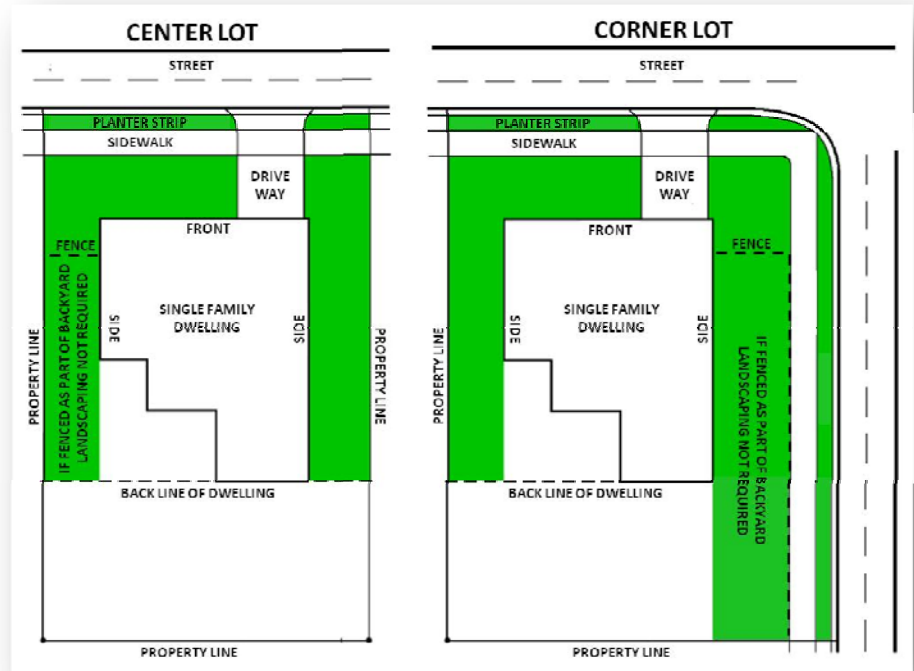 CENTER LOT
STREET
PLANTER STRIP
SIDEWALK
DRIVE
WAY
FRONT
FENCE
IF FENCED AS PART OF BACKYARD
LANDSCAPING NOT REQUIRED
PROPERTY LINE
SIDE
SINGLE FAMILY
DWELLING
SIDE
PROPERTY LINE
BACK LINE OF DWELLING
PROPERTY LINE
CORNER LOT
STREET
PLANTER STRIP
SIDEWALK
DRIVE
WAY
FRONT
FENCE
PROPERTY LINE
SIDE
SINGLE FAMILY
DWELLING
SIDE
IF FENCED AS PART OF BACKYARD
LANDSCAPING NOT REQUIRED
BACK LINE OF DWELLING
PROPERTY LINE